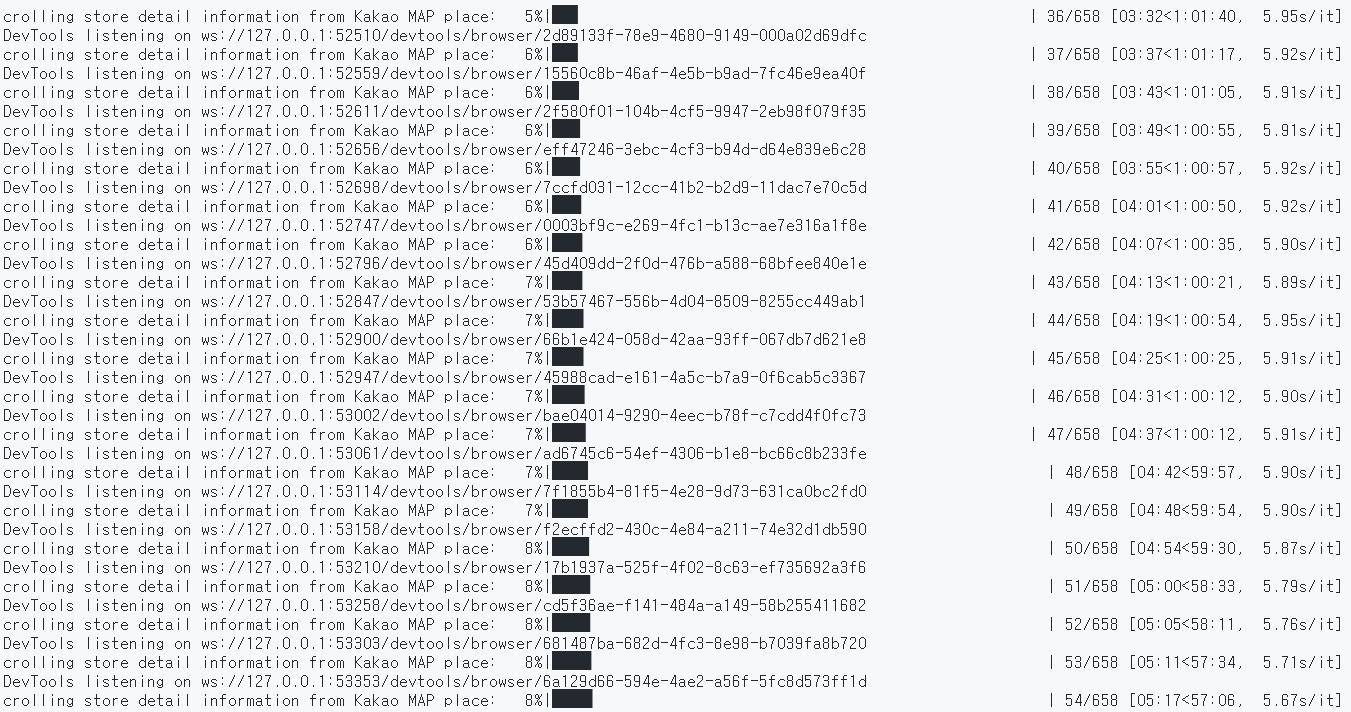 crolling store detail information from Kakao MAP place:   5%|███ | 36/658 [03:32<1:01:40,  5.95s/it]
DevTools listening on ws://127.0.0.1:52510/devtools/browser/2d89133f-78e9-4680-9149-000a02d69dfc
crolling store detail information from Kakao MAP place:   6%|███ | 37/658 [03:37<1:01:17,  5.92s/it]
DevTools listening on ws://127.0.0.1:52559/devtools/browser/15560c8b-46af-4e5b-b9ad-7fc46e9ea40f
crolling store detail information from Kakao MAP place:   6%|███ | 38/658 [03:43<1:01:05,  5.91s/it]
DevTools listening on ws://127.0.0.1:52611/devtools/browser/2f580f01-104b-4cf5-9947-2eb98f079f35
crolling store detail information from Kakao MAP place:   6%|███ | 39/658 [03:49<1:00:55,  5.91s/it]
DevTools listening on ws://127.0.0.1:52656/devtools/browser/eff47246-3ebc-4cf3-b94d-d64e839e6c28
crolling store detail information from Kakao MAP place:   6%|███ | 40/658 [03:55<1:00:57,  5.92s/it]
DevTools listening on ws://127.0.0.1:52698/devtools/browser/7ccfd031-12cc-41b2-b2d9-11dac7e70c5d
crolling store detail information from Kakao MAP place:   6%|███ | 41/658 [04:01<1:00:50,  5.92s/it]
DevTools listening on ws://127.0.0.1:52747/devtools/browser/0003bf9c-e269-4fc1-b13c-ae7e316a1f8e
crolling store detail information from Kakao MAP place:   6%|███ | 42/658 [04:07<1:00:35,  5.90s/it]
DevTools listening on ws://127.0.0.1:52796/devtools/browser/45d409dd-2f0d-476b-a588-68bfee840e1e
crolling store detail information from Kakao MAP place:   7%|███ | 43/658 [04:13<1:00:21,  5.89s/it]
DevTools listening on ws://127.0.0.1:52847/devtools/browser/53b57467-556b-4d04-8509-8255cc449ab1
crolling store detail information from Kakao MAP place:   7%|███ | 44/658 [04:19<1:00:54,  5.95s/it]
DevTools listening on ws://127.0.0.1:52900/devtools/browser/66b1e424-058d-42aa-93ff-067db7d621e8
crolling store detail information from Kakao MAP place:   7%|███ | 45/658 [04:25<1:00:25,  5.91s/it]
DevTools listening on ws://127.0.0.1:52947/devtools/browser/45988cad-e161-4a5c-b7a9-0f6cab5c3367
crolling store detail information from Kakao MAP place:   7%|███ | 46/658 [04:31<1:00:12,  5.90s/it]
DevTools listening on ws://127.0.0.1:53002/devtools/browser/bae04014-9290-4eec-b78f-c7cdd4f0fc73
crolling store detail information from Kakao MAP place:   7%|███ | 47/658 [04:37<1:00:12,  5.91s/it]
DevTools listening on ws://127.0.0.1:53061/devtools/browser/ad6745c6-54ef-4306-b1e8-bc66c8b233fe
crolling store detail information from Kakao MAP place:   7%|████ | 48/658 [04:42<59:57,  5.90s/it]
DevTools listening on ws://127.0.0.1:53114/devtools/browser/7f1855b4-81f5-4e28-9d73-631ca0bc2fd0
crolling store detail information from Kakao MAP place:   7%|████ | 49/658 [04:48<59:54,  5.90s/it]
DevTools listening on ws://127.0.0.1:53158/devtools/browser/f2ecffd2-430c-4e84-a211-74e32d1db590
crolling store detail information from Kakao MAP place:   8%|████ | 50/658 [04:54<59:30,  5.87s/it]
DevTools listening on ws://127.0.0.1:53210/devtools/browser/17b1937a-525f-4f02-8c63-ef735692a3f6
crolling store detail information from Kakao MAP place:   8%|████ | 51/658 [05:00<58:33,  5.79s/it]
DevTools listening on ws://127.0.0.1:53258/devtools/browser/cd5f36ae-f141-484a-a149-58b255411682
crolling store detail information from Kakao MAP place:   8%|████ | 52/658 [05:05<58:11,  5.76s/it]
DevTools listening on ws://127.0.0.1:53303/devtools/browser/681487ba-682d-4fc3-8e98-b7039fa8b720
crolling store detail information from Kakao MAP place:   8%|████ | 53/658 [05:11<57:34,  5.71s/it]
DevTools listening on ws://127.0.0.1:53353/devtools/browser/6a129d66-594e-4ae2-a56f-5fc8d573ff1d
crolling store detail information from Kakao MAP place:   8%|████ | 54/658 [05:17<57:06,  5.67s/it]